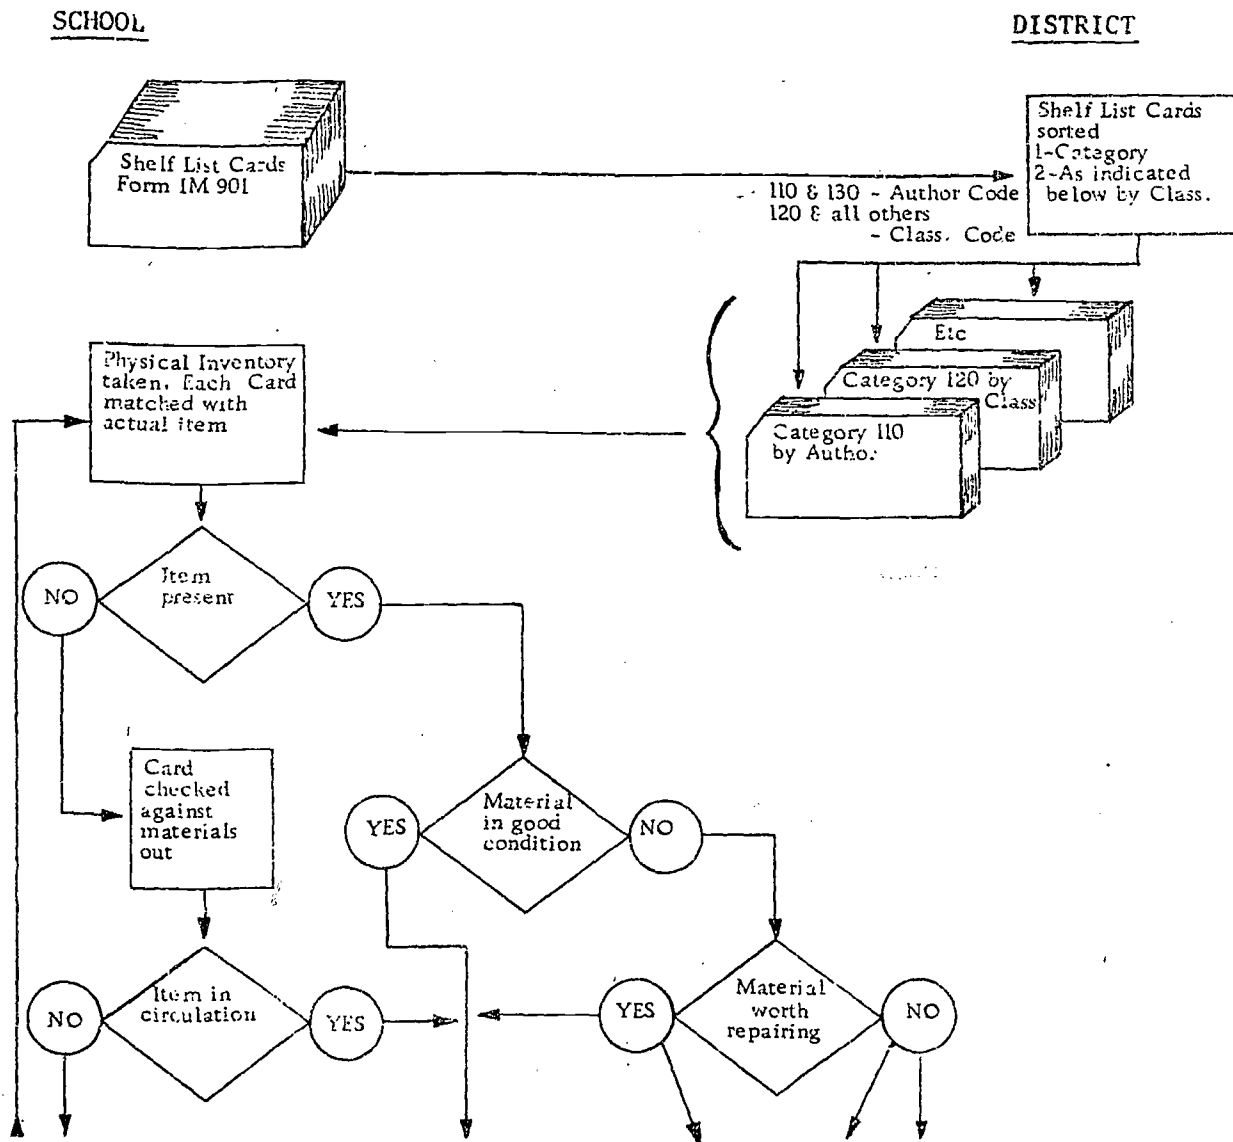 SCHOOL
DISTRICT
Shelf List Cards
Form IM 901
Shelf List Cards
sorted
1-Category
2-As indicated
below by Class.
110 & 130 - Author Code
120 & all others
- Class. Code
Etc
Category 120 by
Class
Category 110
by Author
Physical Inventory
taken. Each Card
matched with
actual item
Item
present
NO
YES
Card
checked
against
materials
out
Material
in good
condition
YES
NO
Item in
circulation
NO
YES
Material
worth
repairing
YES
NO